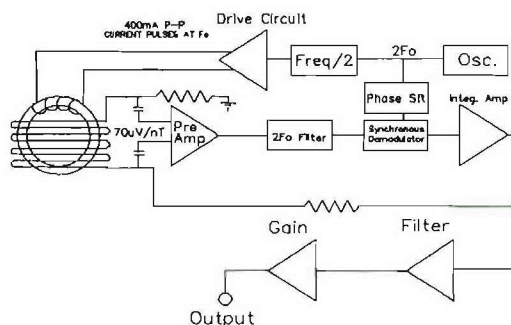 Drive Circuit
400mA P-P
CURRENT PULSES AT Fo
Freq/2
2Fo
Osc.
Phase Sft
Integ. Amp
70uV/nT
Pre
Amp
2Fo Filter
Synchronous
Demodulator
Gain
Filter
Output